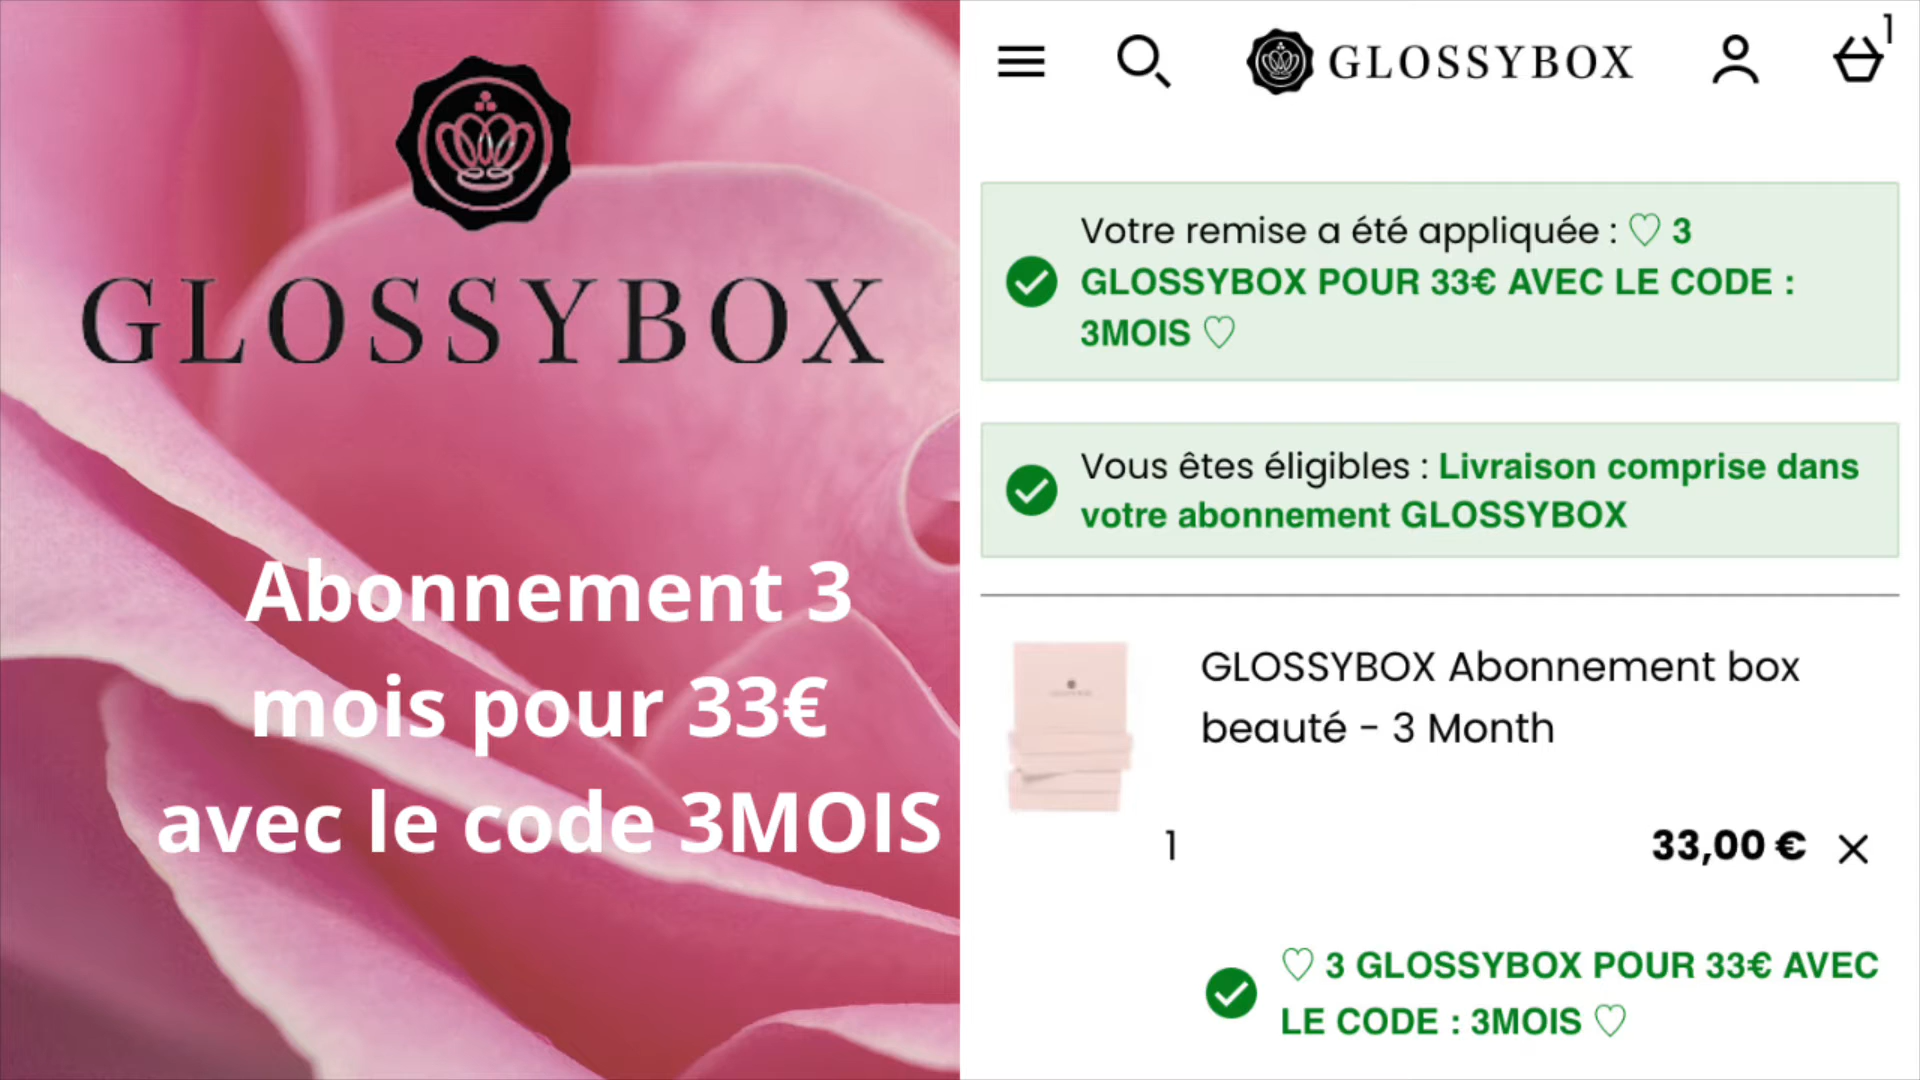 GLOSSYBOX
Abonnement 3
mois pour 33€
avec le code 3MOIS
GLOSSYBOX
1
Votre remise a été appliquée : ♡ 3
GLOSSYBOX POUR 33€ AVEC LE CODE :
3MOIS ♡
Vous êtes éligibles : Livraison comprise dans
votre abonnement GLOSSYBOX
GLOSSYBOX Abonnement box
beauté - 3 Month
1
33,00 €
♡ 3 GLOSSYBOX POUR 33€ AVEC
LE CODE : 3MOIS ♡